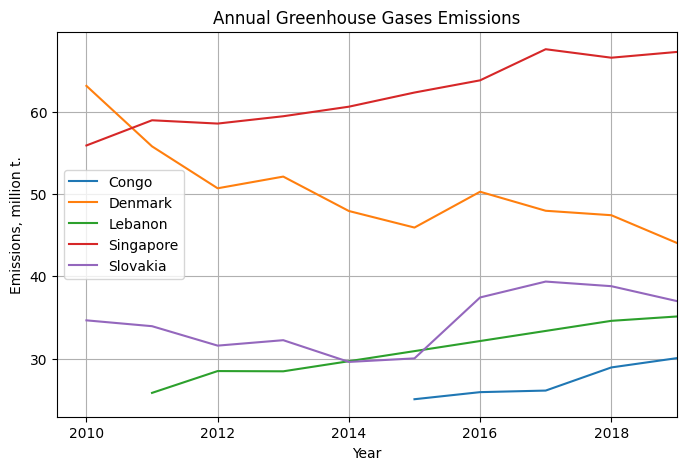 Annual Greenhouse Gases Emissions
Emissions, million t.
60
50
40
30
Congo
Denmark
Lebanon
Singapore
Slovakia
2010
2012
2014
2016
2018
Year